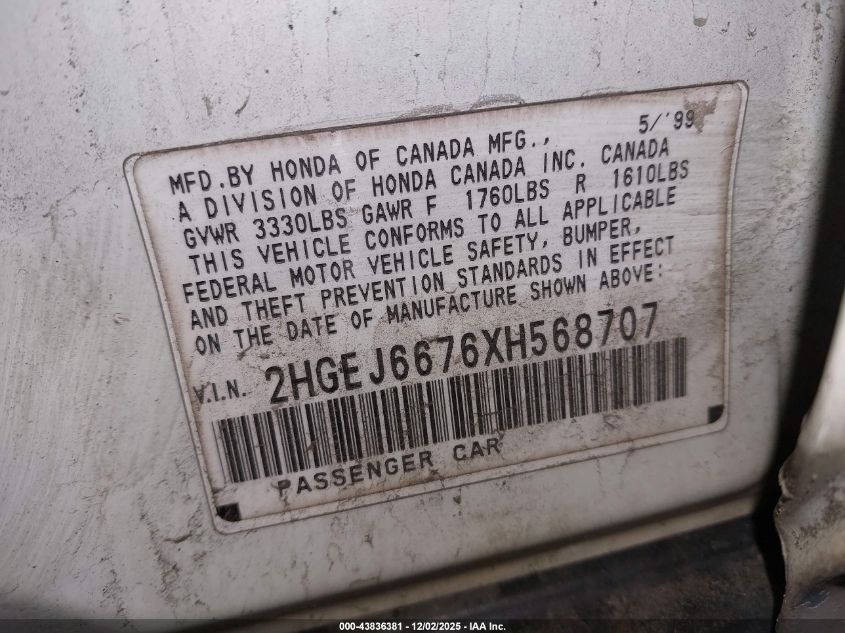 5/'99
MFD.BY HONDA OF CANADA MFG.,
A DIVISION OF HONDA CANADA INC. CANADA
GVWR 3330LBS GAWR F 1760LBS R 1610LBS
THIS VEHICLE CONFORMS TO ALL APPLICABLE
FEDERAL MOTOR VEHICLE SAFETY, BUMPER,
AND THEFT PREVENTION STANDARDS IN EFFECT
ON THE DATE OF MANUFACTURE SHOWN ABOVE:
V.I.N. 2HGEJ6676XH568707
PASSENGER CAR
000-43836381 - 12/02/2025 - IAA Inc.